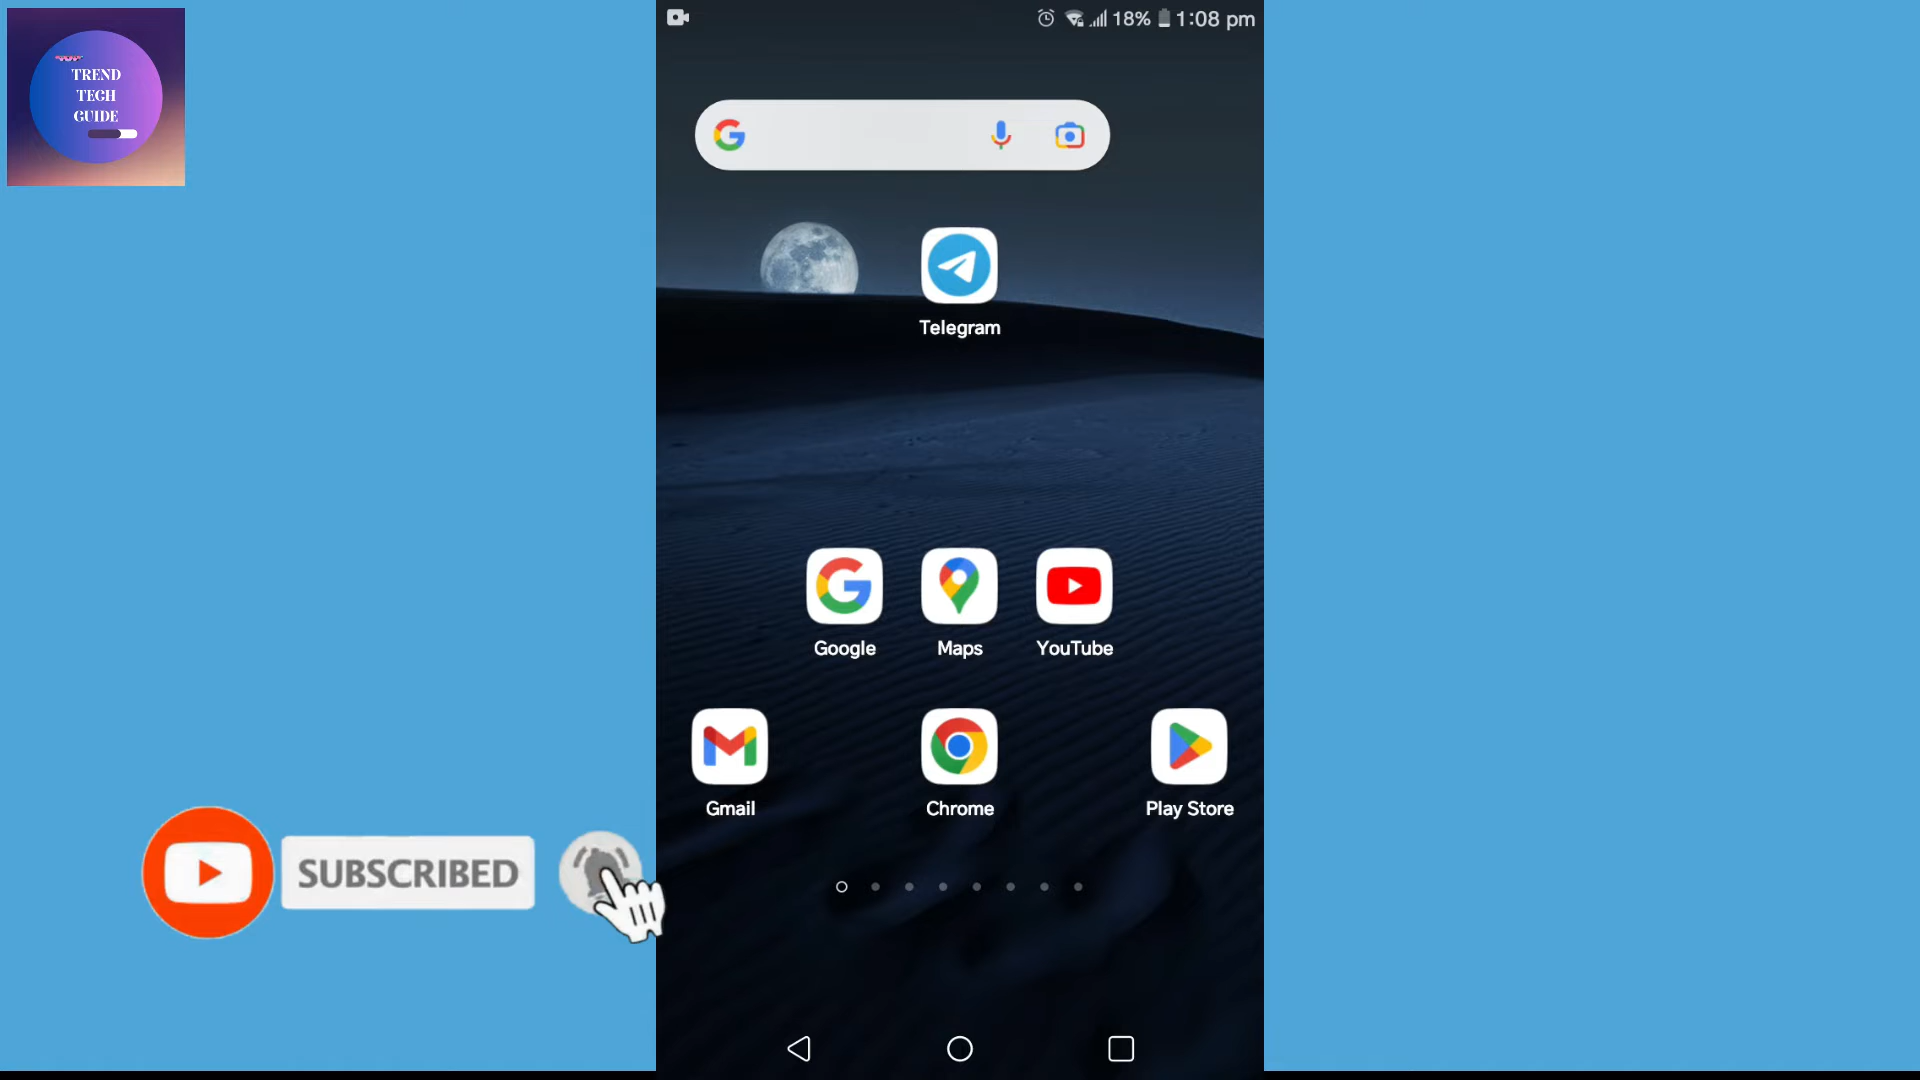 TREND
TECH
GUIDE
18% 1:08 pm
Telegram
Google Maps YouTube
Gmail Chrome Play Store
SUBSCRIBED